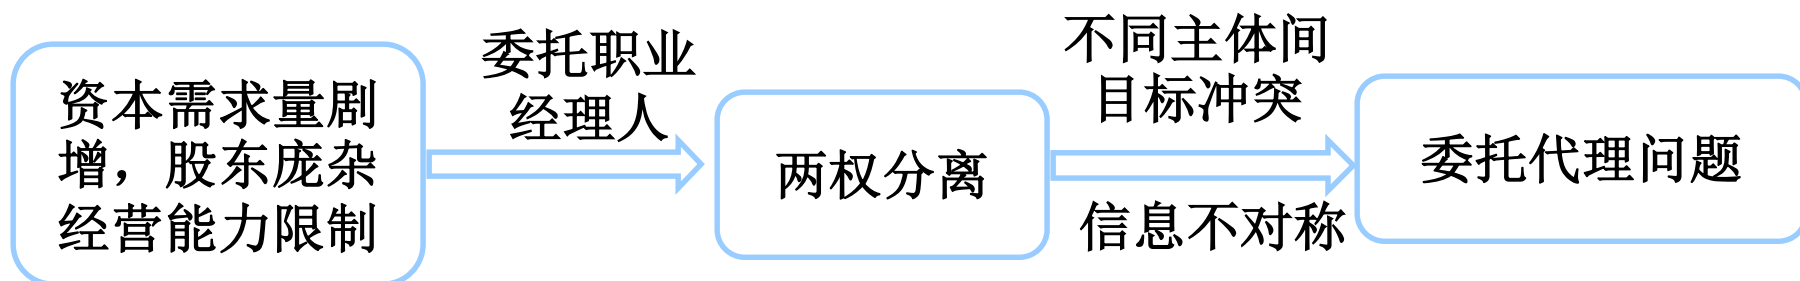 资本需求量剧
增，股东庞杂
经营能力限制
委托职业
经理人
两权分离
不同主体间
目标冲突
信息不对称
委托代理问题